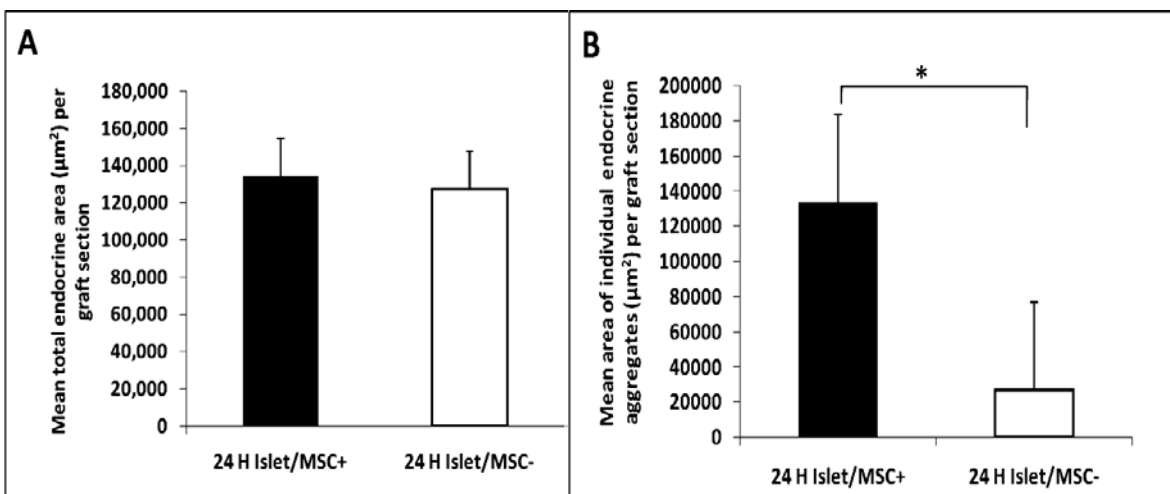 A
Mean total endocrine area (µm²) per
graft section
180,000
160,000
140,000
120,000
100,000
80,000
60,000
40,000
20,000
0
24 H Islet/MSC+ 24 H Islet/MSC-
B
Mean area of individual endocrine
aggregates (µm²) per graft section
200000
180000
160000
140000
120000
100000
80000
60000
40000
20000
0
*
24 H Islet/MSC+ 24 H Islet/MSC-